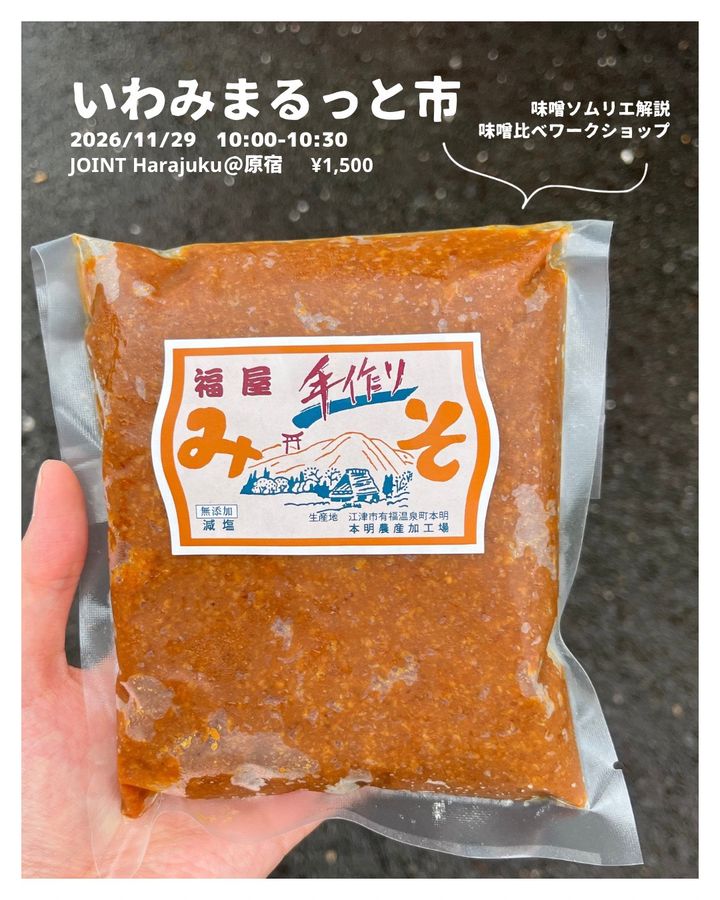 いわみまるっと市
2026/11/29 10:00-10:30
JOINT Harajuku@原宿 ¥1,500
味噌ソムリエ解説
味噌比べワークショップ
福屋 手作り
みそ
無添加
減塩
生産地 江津市有福温泉町本明
本明農産加工場